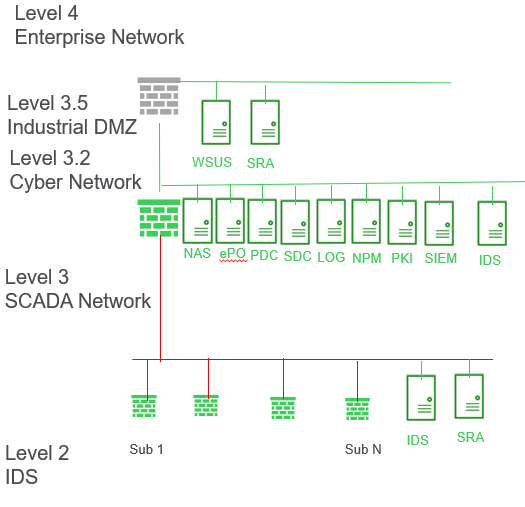 Level 4
Enterprise Network
Level 3.5
Industrial DMZ
WSUS SRA
Level 3.2
Cyber Network
NAS ePO PDC SDC LOG NPM PKI SIEM IDS
Level 3
SCADA Network
IDS SRA
Sub 1 Sub N
Level 2
IDS